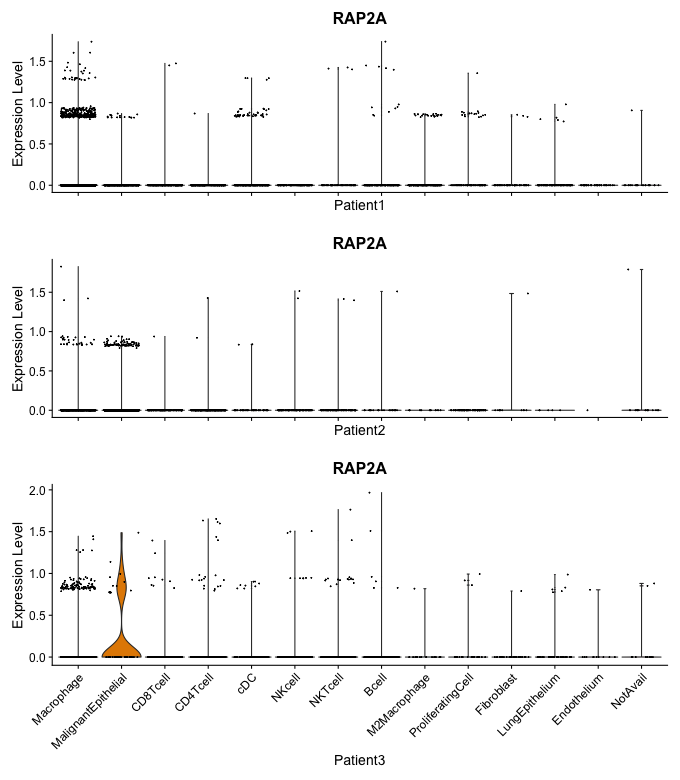 RAP2A
Expression Level
1.5
1.0
0.5
0.0
Patient1
RAP2A
Expression Level
1.5
1.0
0.5
0.0
Patient2
RAP2A
Expression Level
2.0
1.5
1.0
0.5
0.0
Macrophage
MalignantEpithelial
CD8Tcell
CD4Tcell
cDC
NKcell
NKTcell
Bcell
M2Macrophage
ProliferatingCell
Fibroblast
LungEpithelium
Endothelium
NotAvail
Patient3